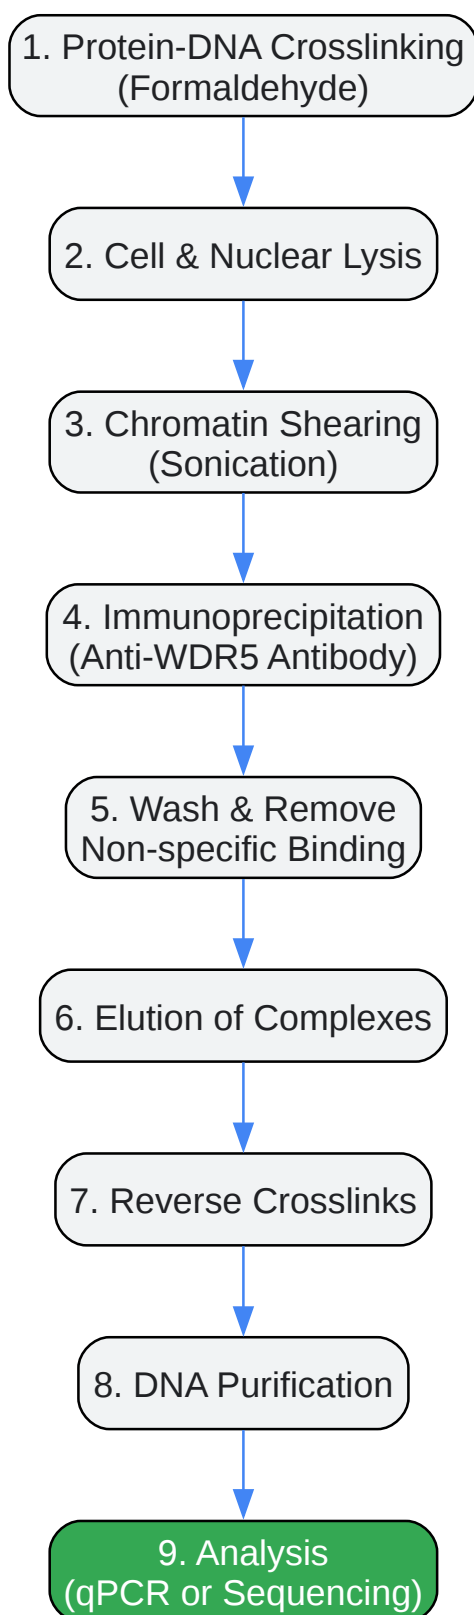 1. Protein-DNA Crosslinking
(Formaldehyde)
2. Cell & Nuclear Lysis
3. Chromatin Shearing
(Sonication)
4. Immunoprecipitation
(Anti-WDR5 Antibody)
5. Wash & Remove
Non-specific Binding
6. Elution of Complexes
7. Reverse Crosslinks
8. DNA Purification
9. Analysis
(qPCR or Sequencing)